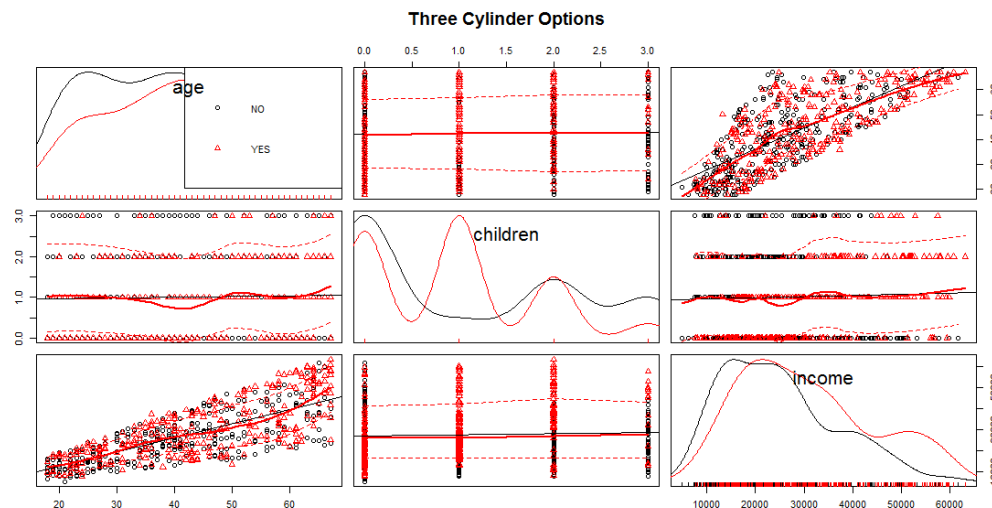 Three Cylinder Options
0.0 0.5 1.0 1.5 2.0 2.5 3.0
age
NO
YES
3.0
2.0
1.0
0.0
children
income
20 30 40 50 60
10000 20000 30000 40000 50000 60000